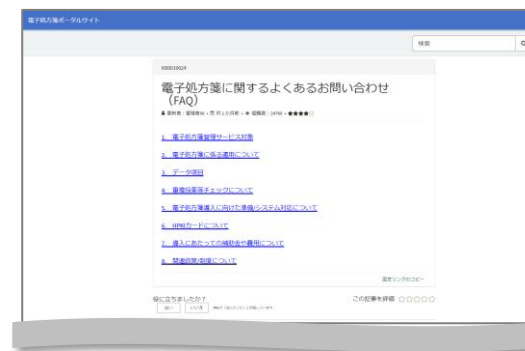 電子処方箋ポータルサイト
検索
KB0010024
電子処方箋に関するよくあるお問い合わせ
（FAQ）
1. 電子処方箋管理サービス対象
2. 電子処方箋に係る運用について
3. データ項目
4. 重複投薬等チェックについて
5. 電子処方箋導入に向けた準備/システム対応について
6. HPKIカードについて
7. 導入にあたっての補助金や費用について
8. 関連政策/制度について
固定リンクのコピー
役に立ちましたか？
この記事を評価
はい
いいえ